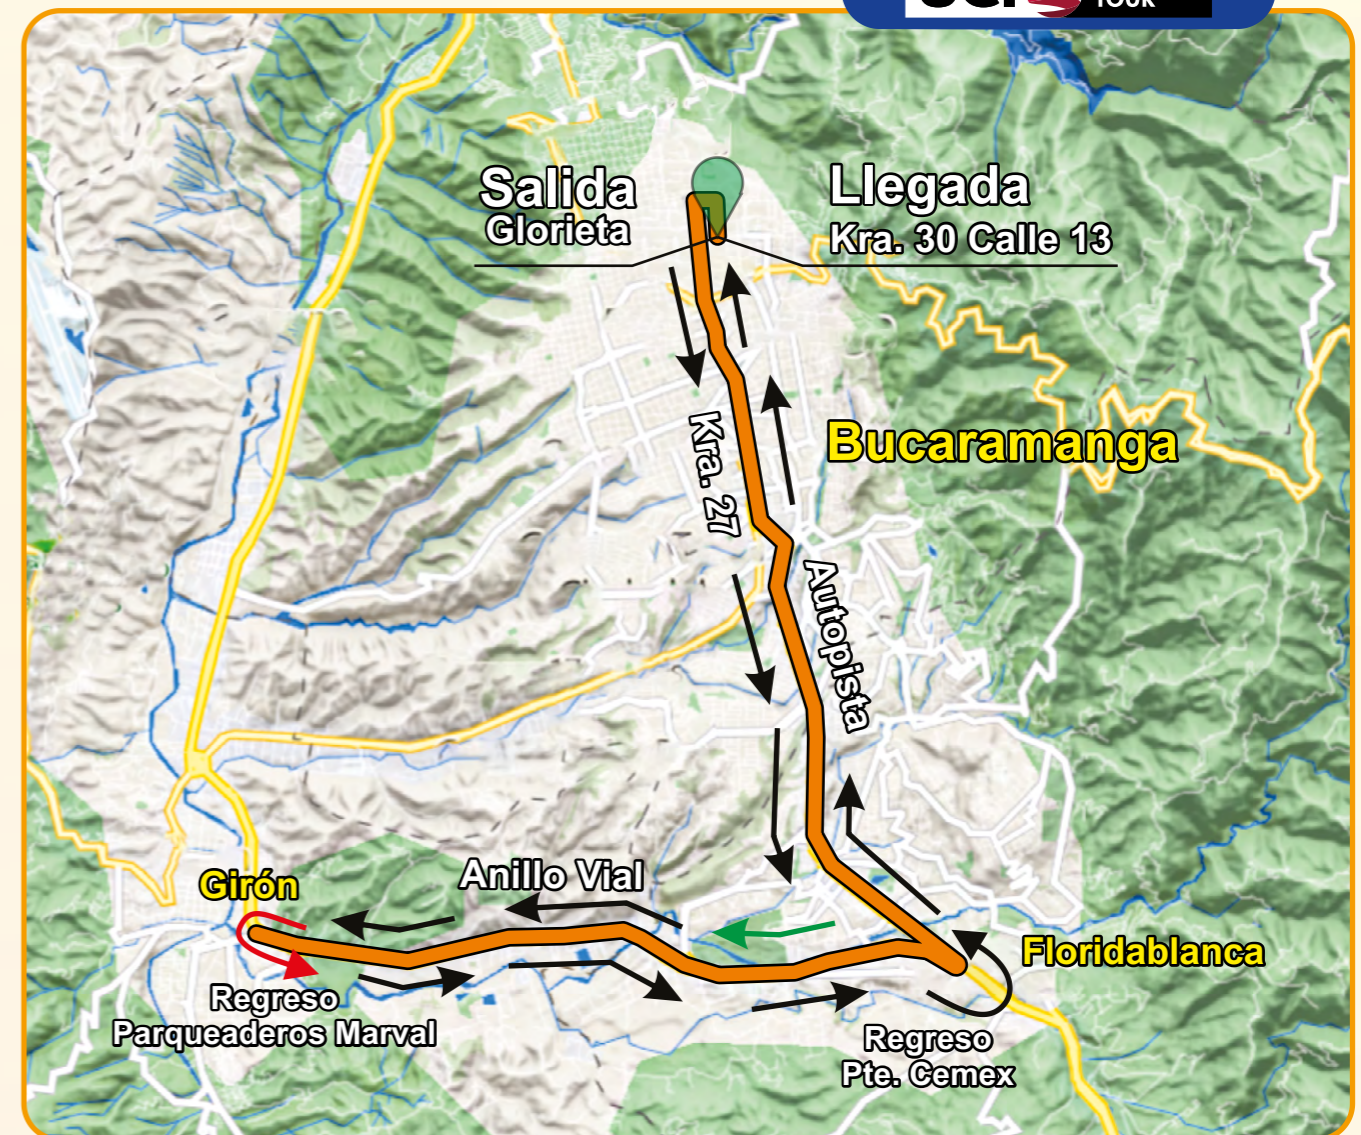 TOUR
Salida
Glorieta
Llegada
Kra. 30 Calle 13
Kra. 27
Bucaramanga
Autopista
Anillo Vial
Girón
Regreso
Parqueaderos Marval
Floridablanca
Regreso
Pte. Cemex